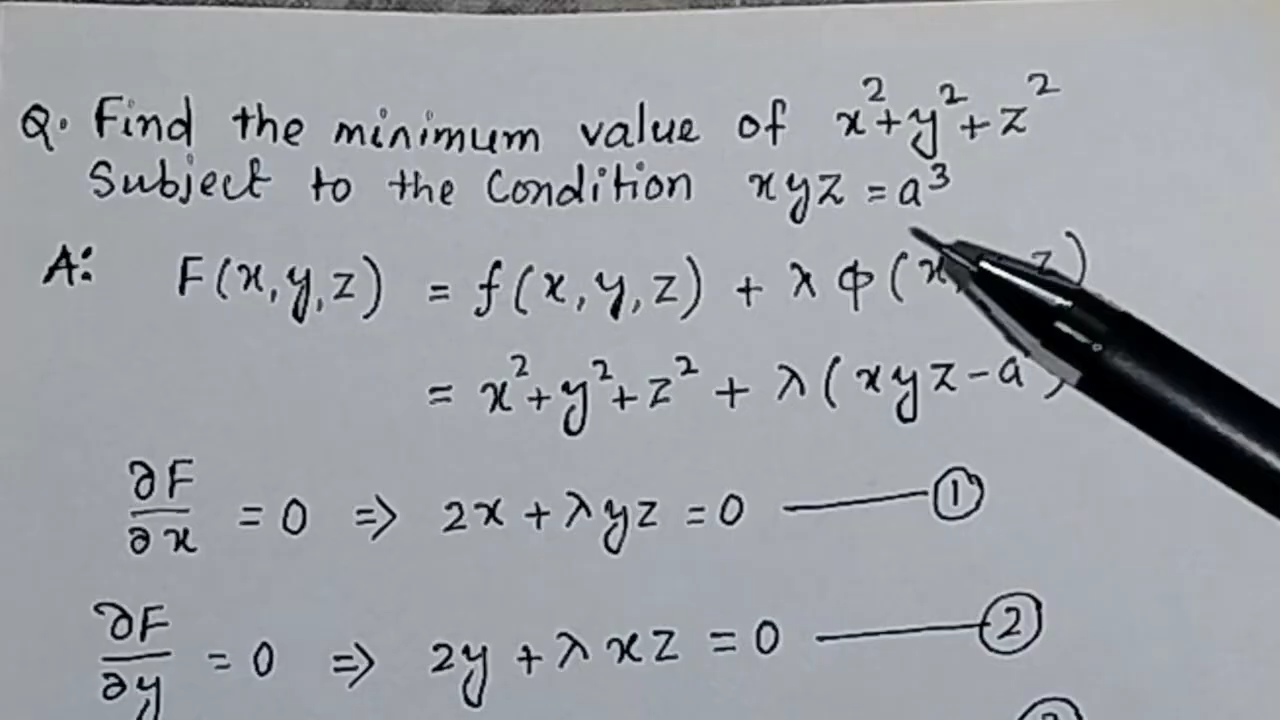 Q. Find the minimum value of x²+y²+z²
Subject to the Condition xyz = a³
A: F(x,y,z) = f(x,y,z) + λ φ(x z)
= x²+y²+z² + λ(xyz-a )
∂F/∂x = 0 ⇒ 2x + λyz = 0 —— ①
∂F/∂y = 0 ⇒ 2y + λxz = 0 —— ②